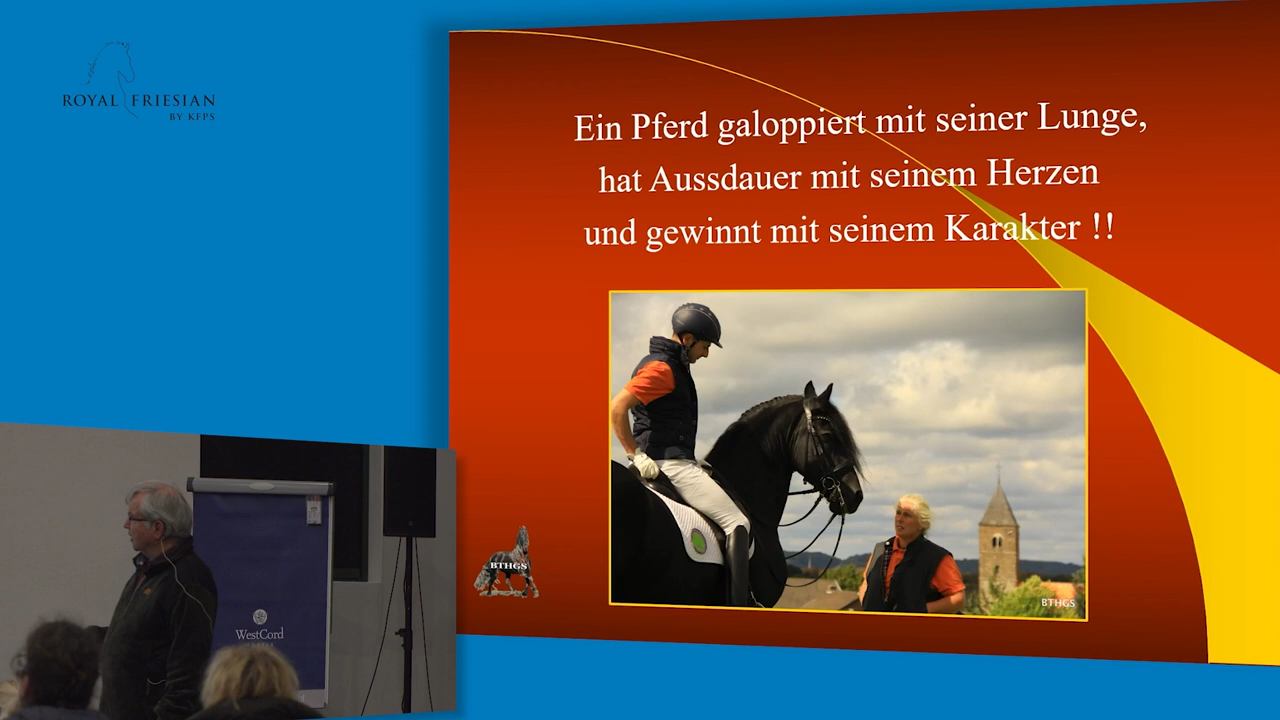 ROYAL FRIESIAN
BY KFPS
Ein Pferd galoppiert mit seiner Lunge,
hat Aussdauer mit seinem Herzen
und gewinnt mit seinem Karakter !!
BTHGS
BTHGS
WestCord